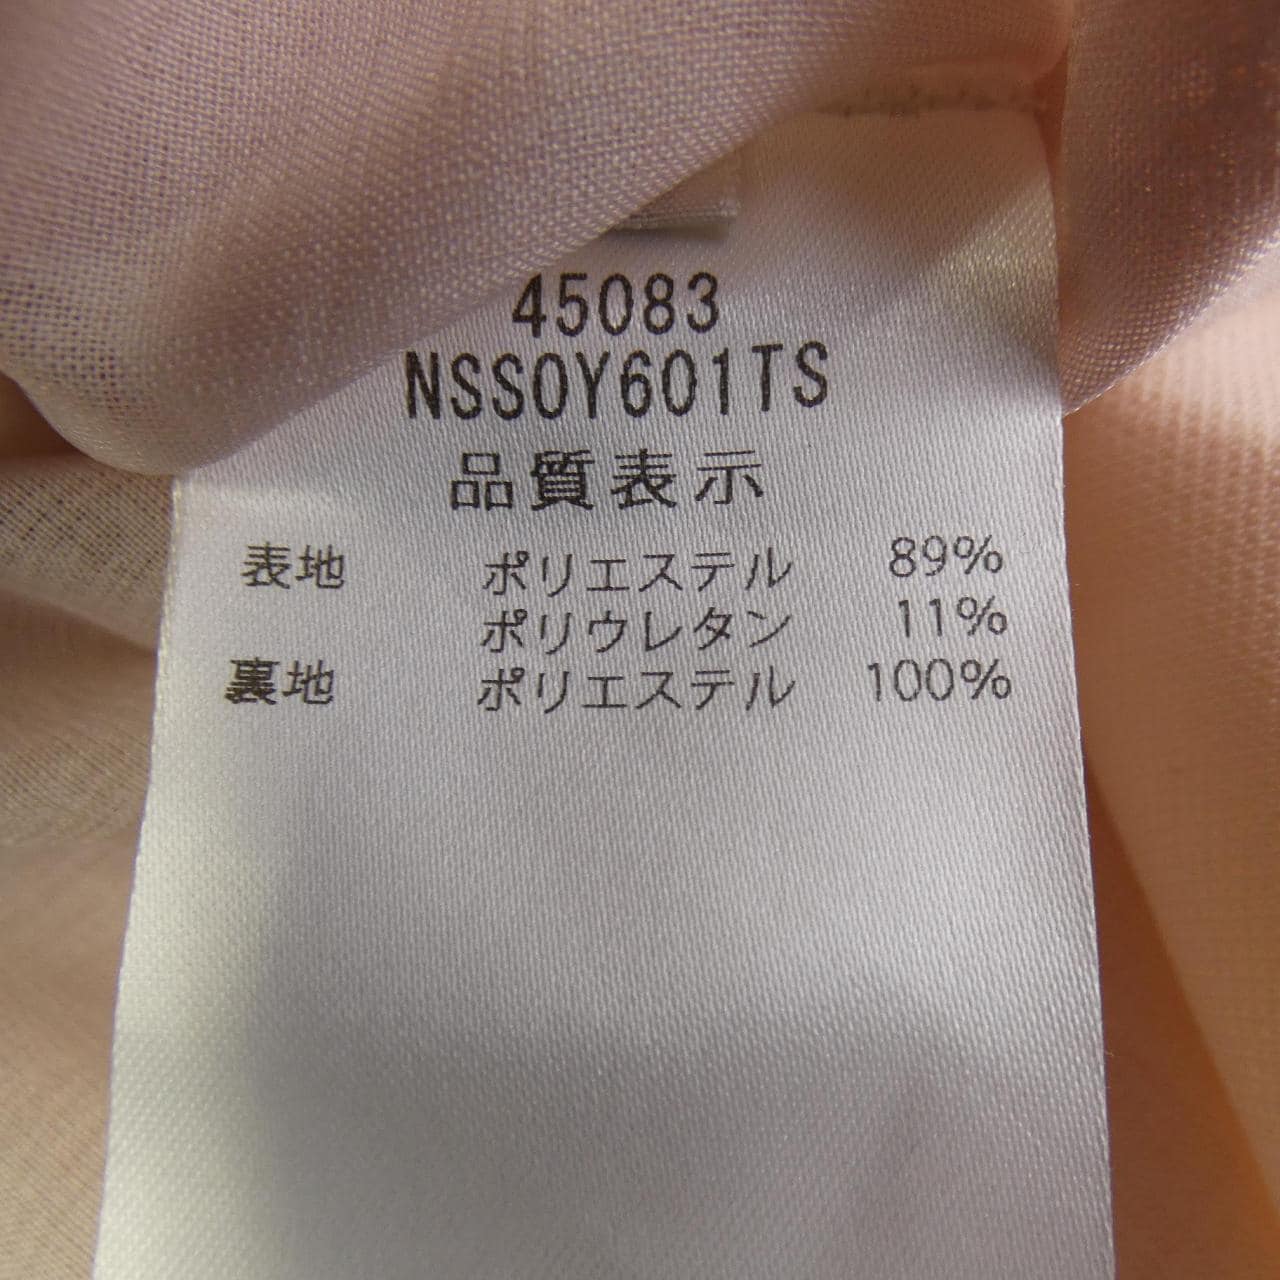 45083
NSS0Y601TS
品質表示
表地 ポリエステル 89%
ポリウレタン 11%
裏地 ポリエステル 100%